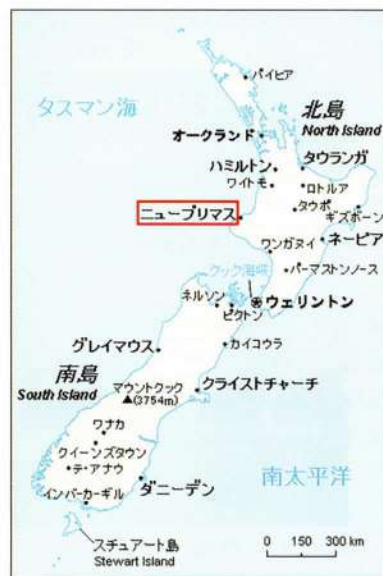 パイヒア
タスマン海
北島
North Island
オークランド
ハミルトン
タウランガ
ワイトモ
ロトルア
ニュープリマス
タウポ
ギズボーン
ネーピア
ワンガヌイ
クック海峡
パーマストンノース
ネルソン
ウェリントン
ピクトン
グレイマウス
カイコウラ
南島
South Island
マウントクック
(3754m)
クライストチャーチ
ワナカ
クイーンズタウン
テ・アナウ
南太平洋
ダニーデン
インバーカーギル
スチュアート島
Stewart Island
0 150 300 km